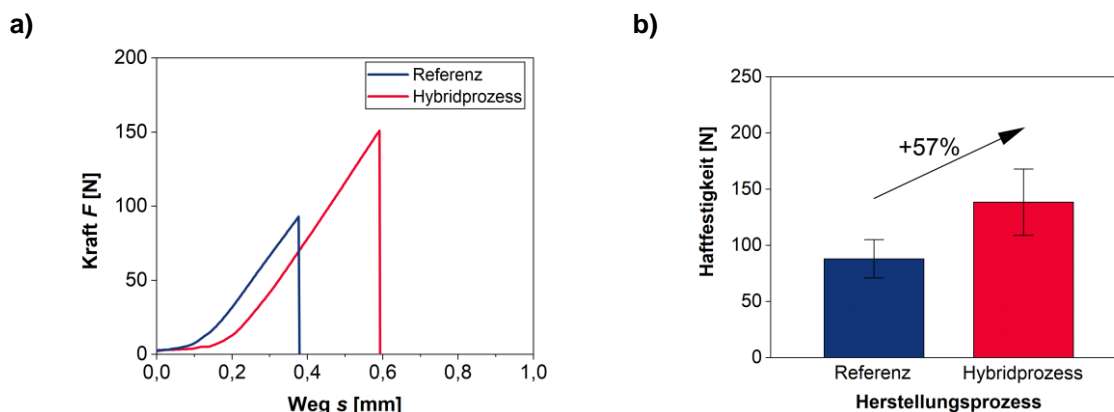 a)
200
150
100
50
0
Kraft F [N]
Referenz
Hybridprozess
0,0 0,2 0,4 0,6 0,8 1,0
Weg s [mm]
b)
250
200
150
100
50
0
Haftfestigkeit [N]
+57%
Referenz Hybridprozess
Herstellungsprozess